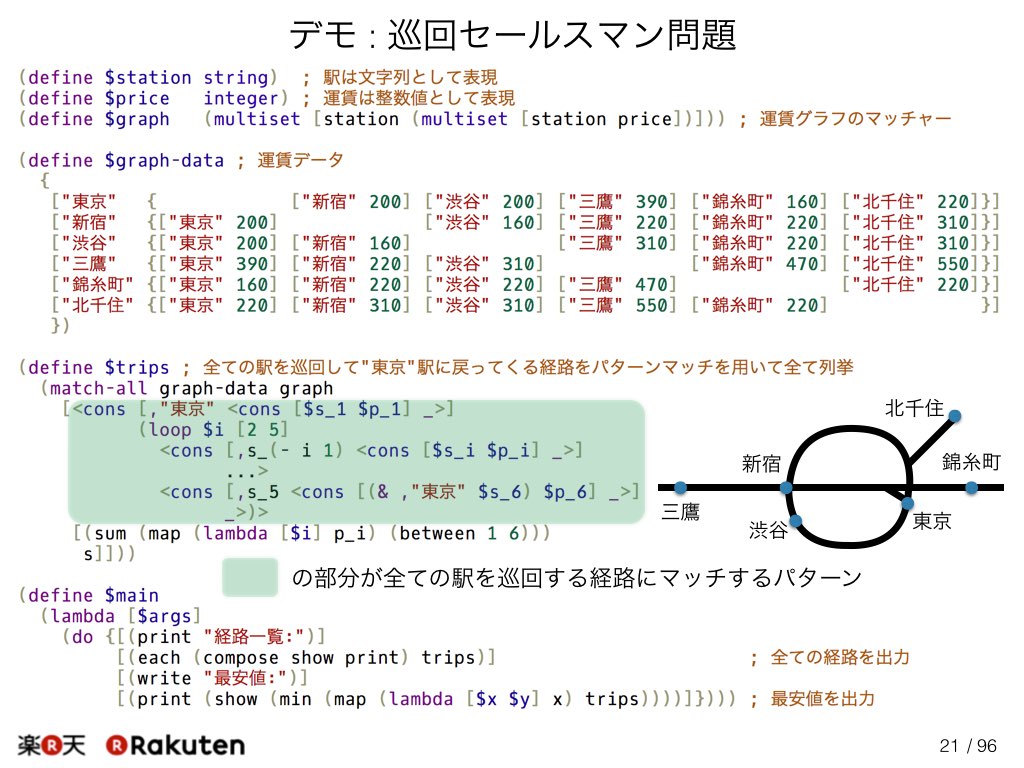 デモ : 巡回セールスマン問題
(define $station string)  ; 駅は文字列として表現
(define $price   integer) ; 運賃は整数値として表現
(define $graph   (multiset [station (multiset [station price])])) ; 運賃グラフのマッチャー
(define $graph-data ; 運賃データ
{
["東京"   {             ["新宿" 200] ["渋谷" 200] ["三鷹" 390] ["錦糸町" 160] ["北千住" 220]}]
["新宿"   {["東京" 200]             ["渋谷" 160] ["三鷹" 220] ["錦糸町" 220] ["北千住" 310]}]
["渋谷"   {["東京" 200] ["新宿" 160]             ["三鷹" 310] ["錦糸町" 220] ["北千住" 310]}]
["三鷹"   {["東京" 390] ["新宿" 220] ["渋谷" 310]             ["錦糸町" 470] ["北千住" 550]}]
["錦糸町" {["東京" 160] ["新宿" 220] ["渋谷" 220] ["三鷹" 470]               ["北千住" 220]}]
["北千住" {["東京" 220] ["新宿" 310] ["渋谷" 310] ["三鷹" 550] ["錦糸町" 220]               }]
})
(define $trips ; 全ての駅を巡回して"東京"駅に戻ってくる経路をパターンマッチを用いて全て列挙
(match-all graph-data graph
[<cons [,"東京" <cons [$s_1 $p_1] _>]
(loop $i [2 5]
<cons [,s_(- i 1) <cons [$s_i $p_i] _>]
...>
<cons [,s_5 <cons [(& ,"東京" $s_6) $p_6] _>]
_>)>
[(sum (map (lambda [$i] p_i) (between 1 6)))
s]]))
北千住
新宿
錦糸町
三鷹
渋谷
東京
の部分が全ての駅を巡回する経路にマッチするパターン
(define $main
(lambda [$args]
(do {[(print "経路一覧:")]
[(each (compose show print) trips)]                        ; 全ての経路を出力
[(write "最安値:")]
[(print (show (min (map (lambda [$x $y] x) trips))))]}))) ; 最安値を出力
楽R天 R Rakuten
21 / 96